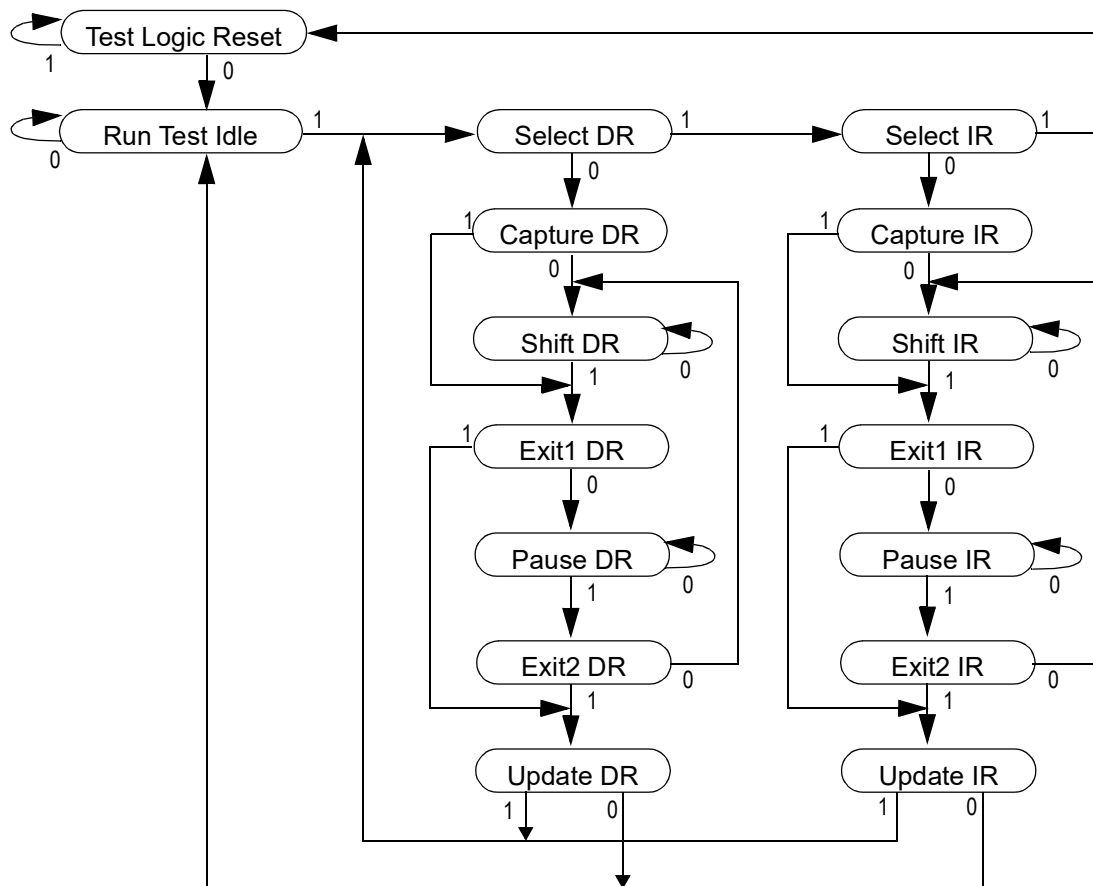 Test Logic Reset
1
0
Run Test Idle
1
0
Select DR
1
0
Select IR
1
0
1
Capture DR
0
1
Capture IR
0
Shift DR
0
1
Shift IR
0
1
1
Exit1 DR
0
1
Exit1 IR
0
Pause DR
0
1
Pause IR
0
1
Exit2 DR
0
1
Exit2 IR
0
1
Update DR
1
0
Update IR
1
0